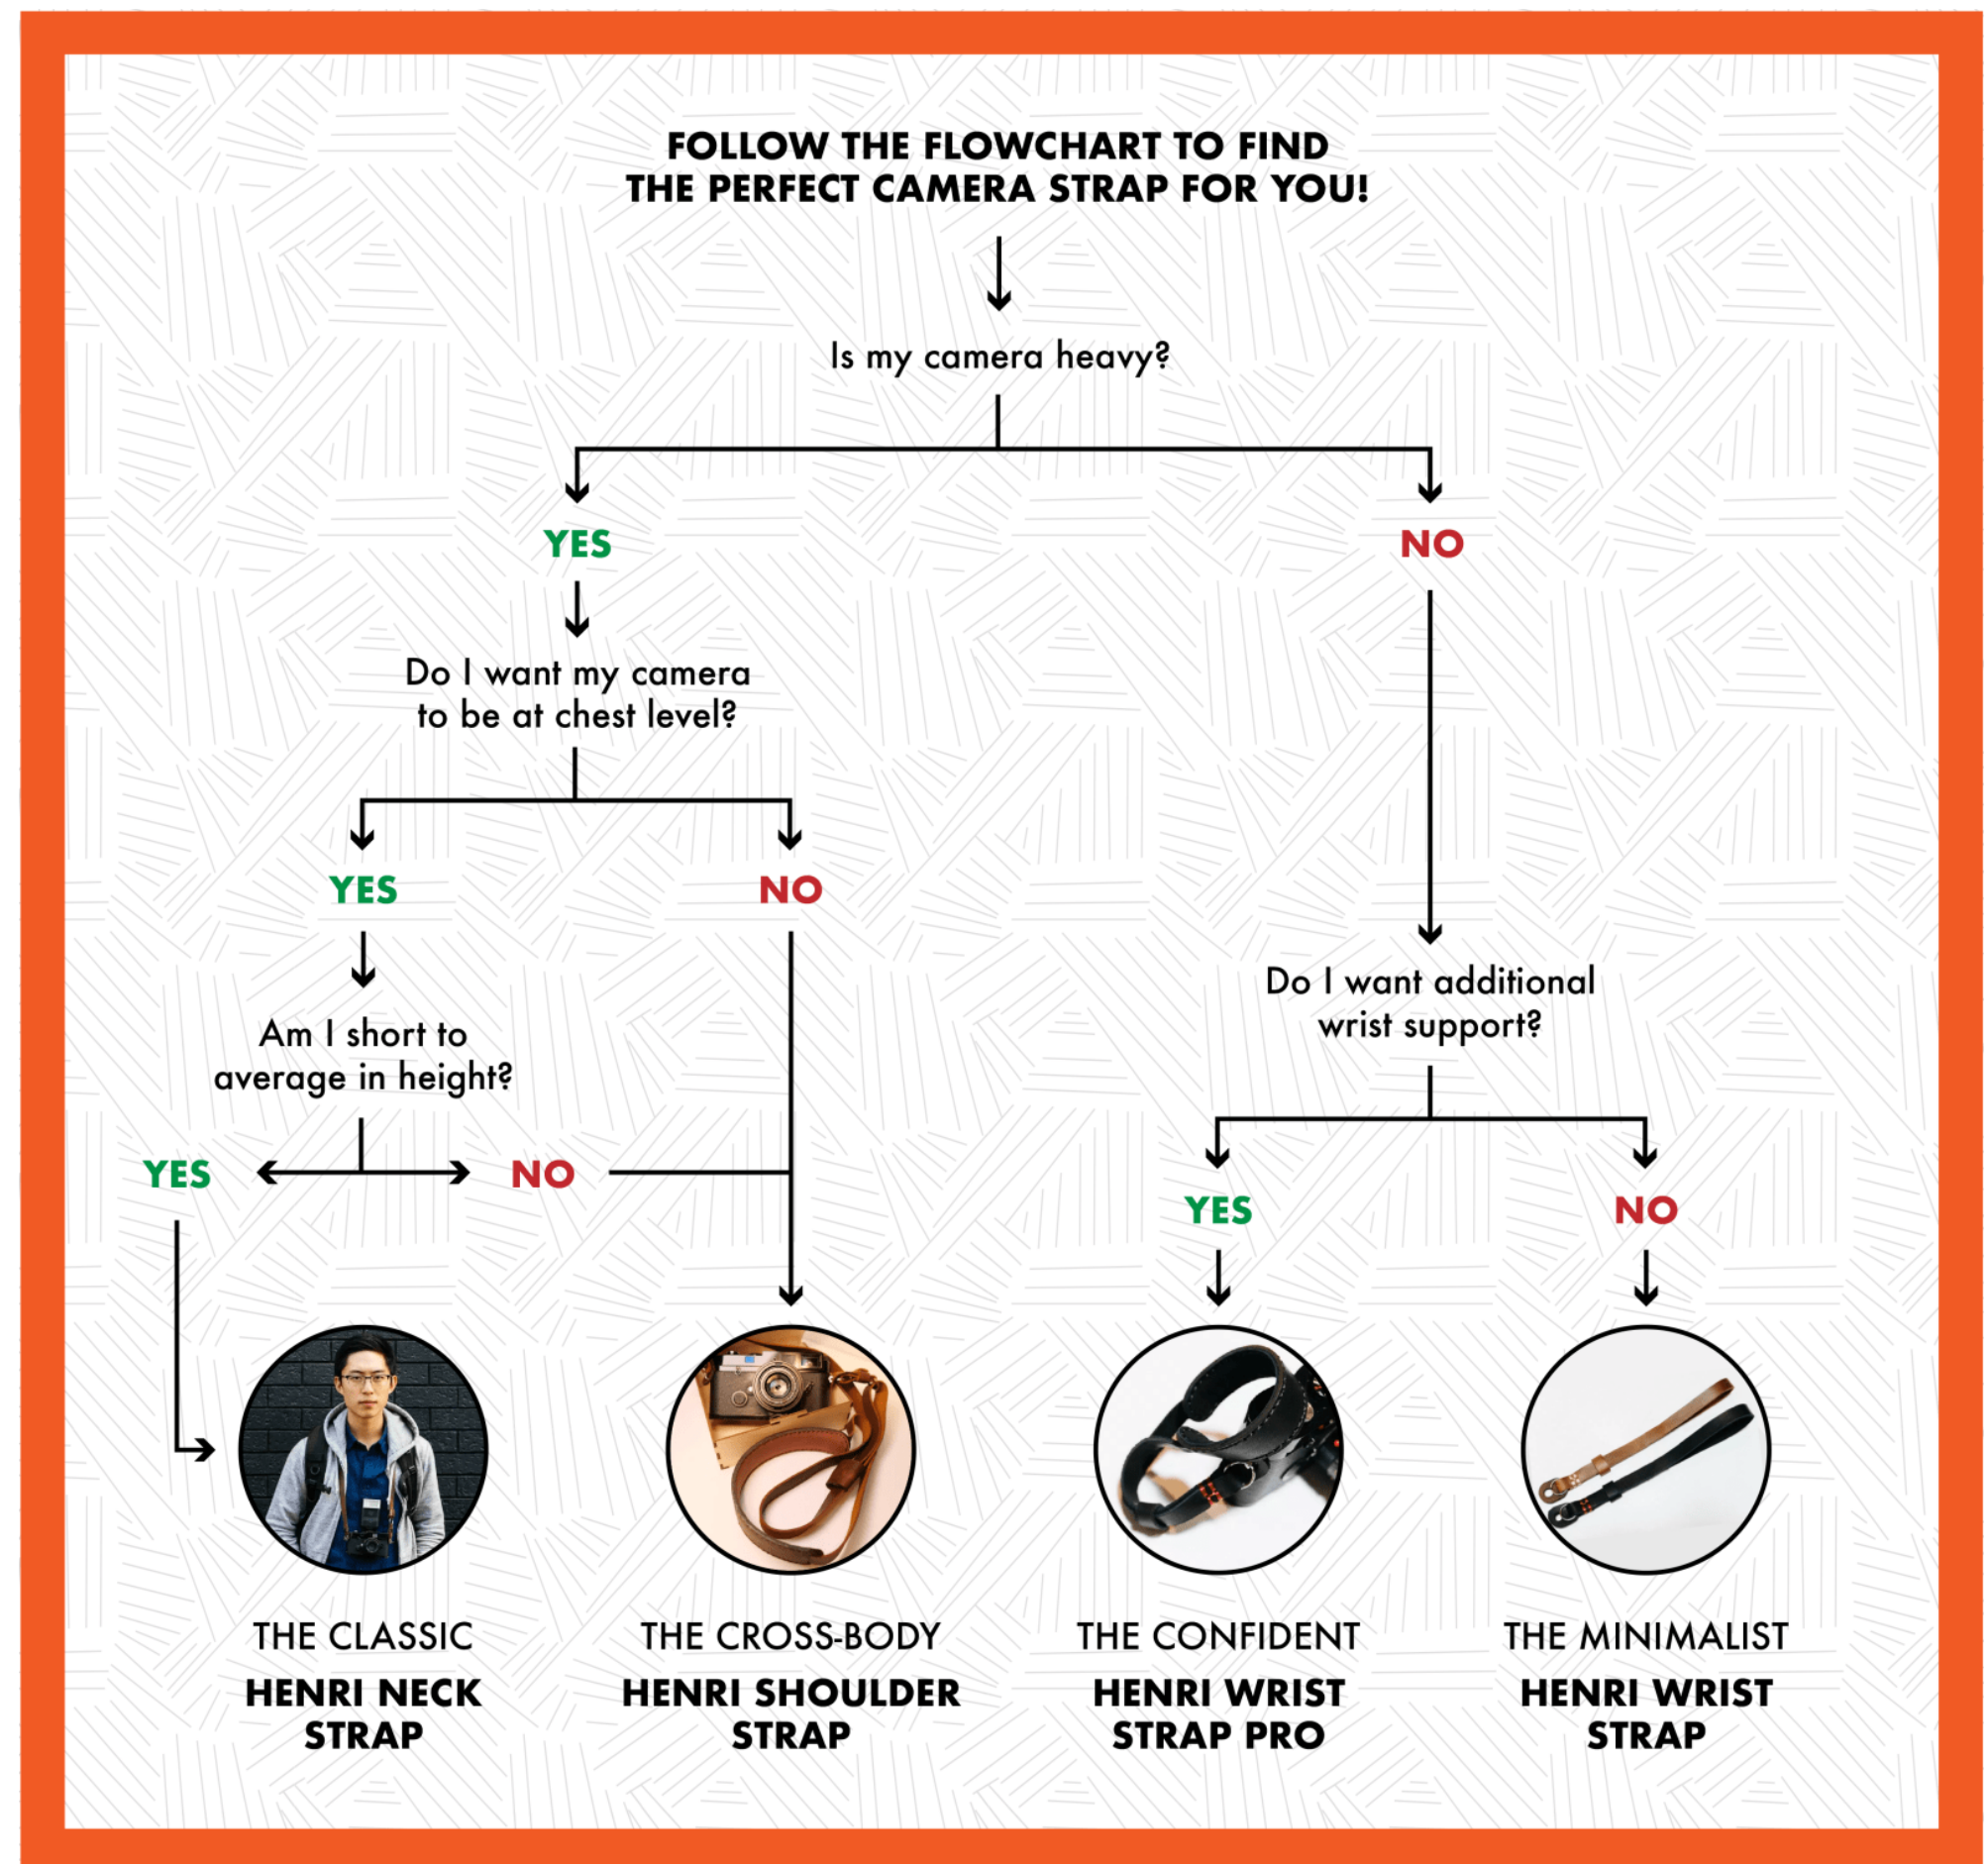 FOLLOW THE FLOWCHART TO FIND
THE PERFECT CAMERA STRAP FOR YOU!
Is my camera heavy?
YES
NO
Do I want my camera
to be at chest level?
YES
NO
Am I short to
average in height?
YES
NO
Do I want additional
wrist support?
YES
NO
THE CLASSIC
HENRI NECK
STRAP
THE CROSS-BODY
HENRI SHOULDER
STRAP
THE CONFIDENT
HENRI WRIST
STRAP PRO
THE MINIMALIST
HENRI WRIST
STRAP